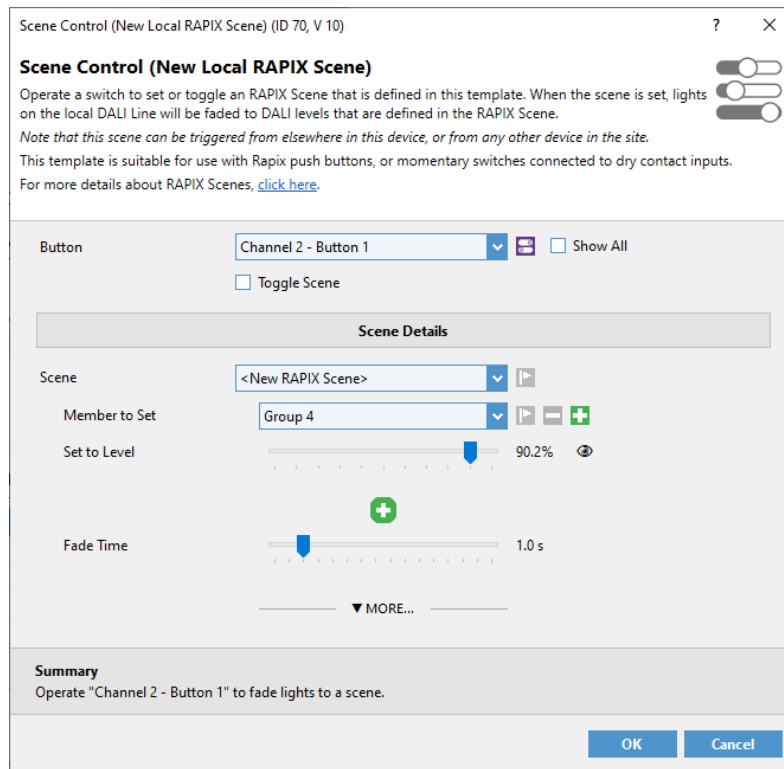 Scene Control (New Local RAPIX Scene) (ID 70, V 10)
Scene Control (New Local RAPIX Scene)
Operate a switch to set or toggle an RAPIX Scene that is defined in this template. When the scene is set, lights
on the local DALI Line will be faded to DALI levels that are defined in the RAPIX Scene.
Note that this scene can be triggered from elsewhere in this device, or from any other device in the site.
This template is suitable for use with Rapix push buttons, or momentary switches connected to dry contact inputs.
For more details about RAPIX Scenes, click here.
Button
Channel 2 - Button 1
Show All
Toggle Scene
Scene Details
Scene
<New RAPIX Scene>
Member to Set
Group 4
Set to Level
90.2%
Fade Time
1.0 s
▼ MORE...
Summary
Operate "Channel 2 - Button 1" to fade lights to a scene.
OK
Cancel